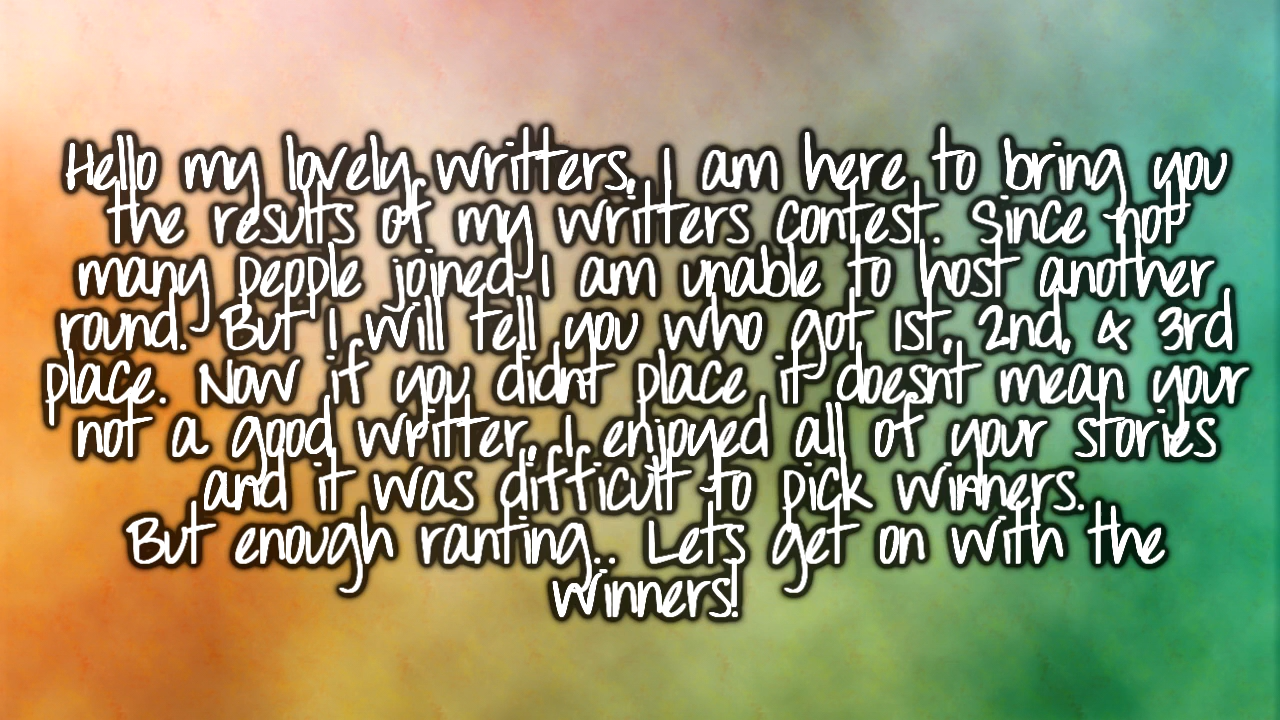 Hello my lovely writters, I am here to bring you
the results of my writters contest. Since not
many people joined I am unable to host another
round. But I will tell you who got 1st, 2nd, & 3rd
place. Now if you didnt place it doesnt mean your
not a good writter, I enjoyed all of your stories
and it was difficult to pick winners.
But enough ranting.. Lets get on with the
winners!